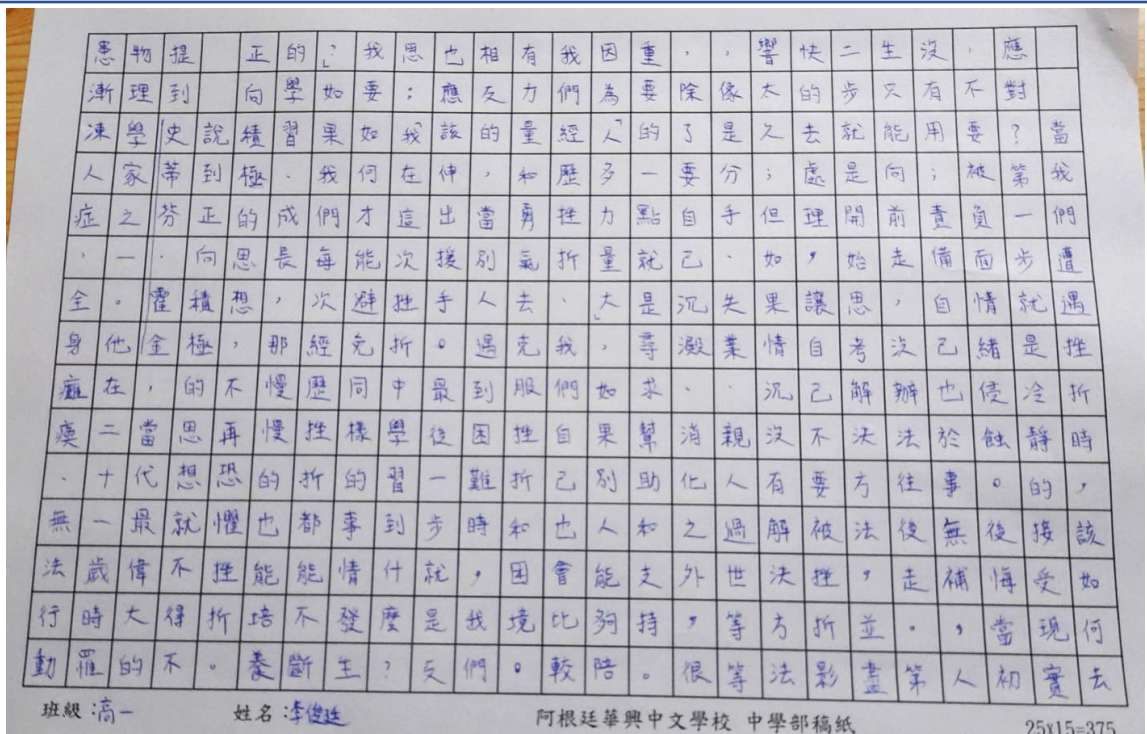 當我們遭遇挫折時，該如何去
應對？第一步就是冷靜的接受現實
，不要被負面情緒侵蝕。後悔當初
沒有用；責備自己也於事無補，人
生又能向前走，沒辦法往後走。第
二步就是開始思考解決方法，並盡
快的去處理，讓自己不要被挫折影
響太久；但如果情沉沒有解決方法
，像是分手、失業、親人過世等等
，除了要自己沉澱、消化之外，很
重要的一點就是尋求幫助和支持。
因為「人多力量大」，如果別人能夠陪
我們經歷挫折、我們自己也會比較
有力量和勇氣去克服挫折和困境。
相反的，當別人遇到困難時，我們
也應該伸出援手。最後一步就是反
思；我在這次挫折中學習到什麼？
我要如何才能避免同樣的事情發生
？」如果我們每次經歷挫折都能不斷
的學習、成長，那慢慢的也能培養
正向積極的思想，不再恐懼挫折。
說到正向積極的思想就不得不
提到史蒂芬·霍金，當代最偉大的
物理學家之一。他在二十一歲時罹
患漸凍人症，全身癱瘓、無法行動
班級：高一 姓名：李俊廷 阿根廷華興中文學校 中學部稿紙 25X15=375